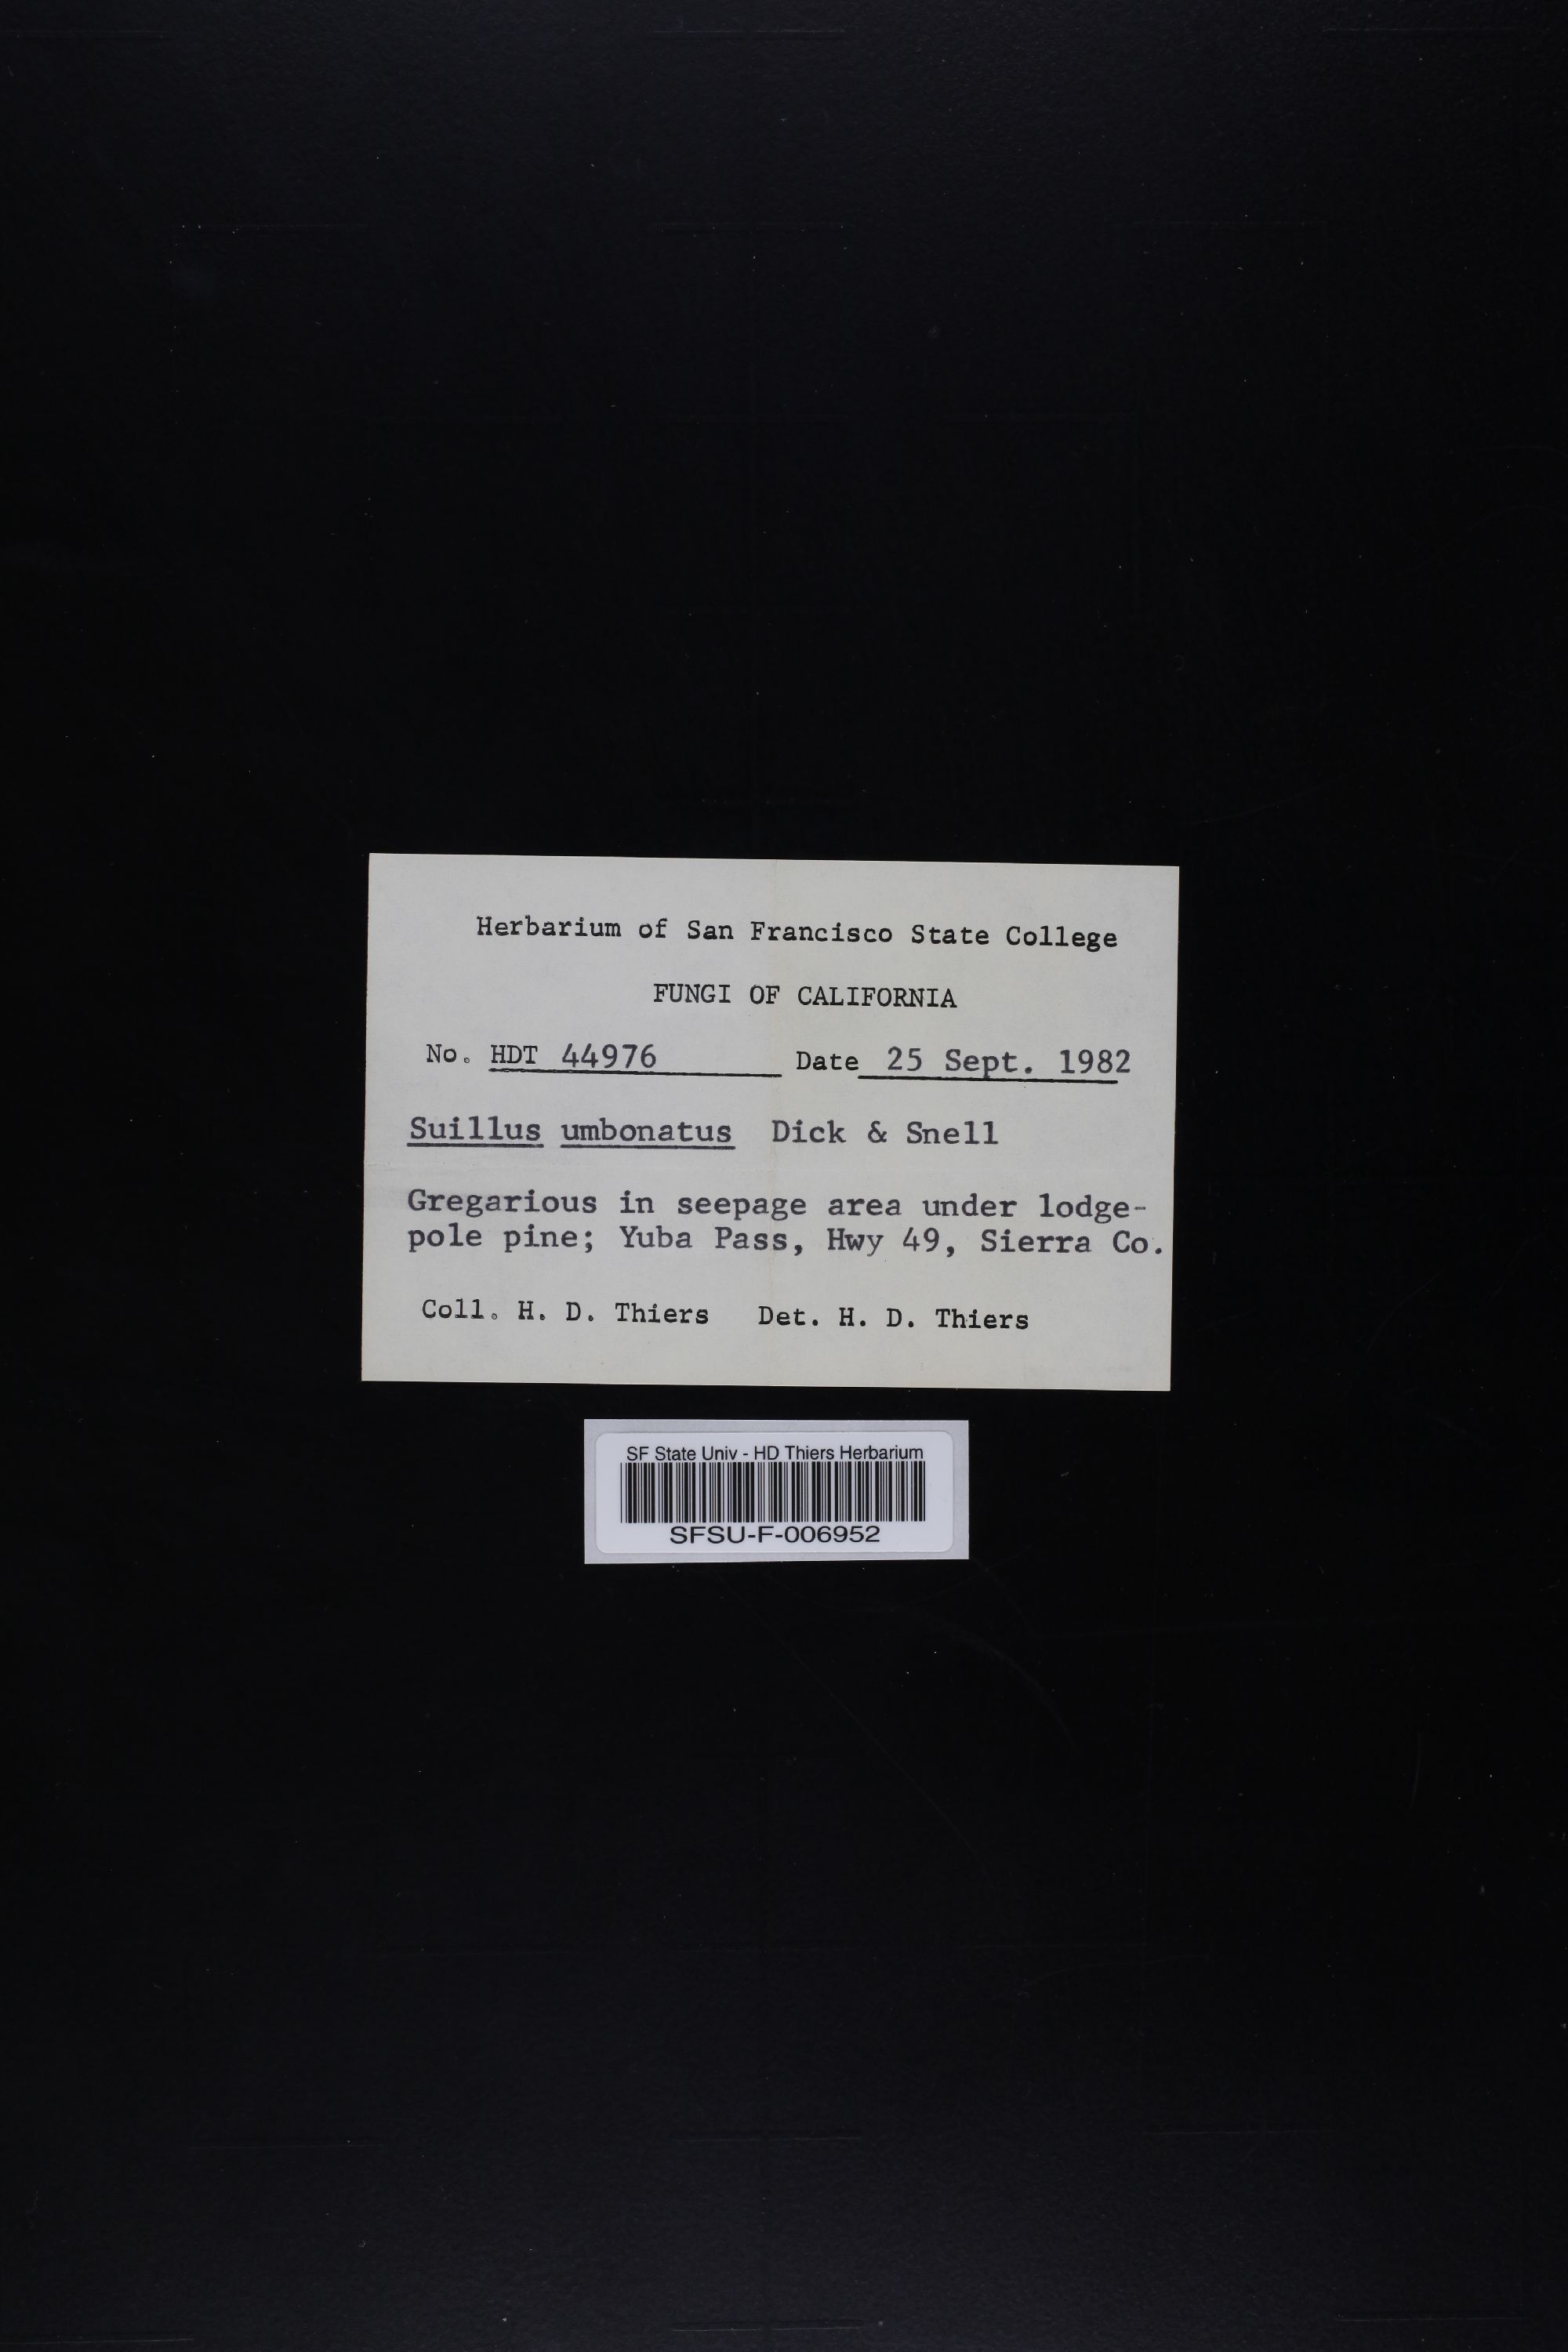 Herbarium of San Francisco State College
FUNGI OF CALIFORNIA
No. HDT 44976 Date 25 Sept. 1982
Suillus umbonatus Dick & Snell
Gregarious in seepage area under lodge-
pole pine; Yuba Pass, Hwy 49, Sierra Co.
Coll. H. D. Thiers Det. H. D. Thiers
SF State Univ - HD Thiers Herbarium
SFSU-F-006952